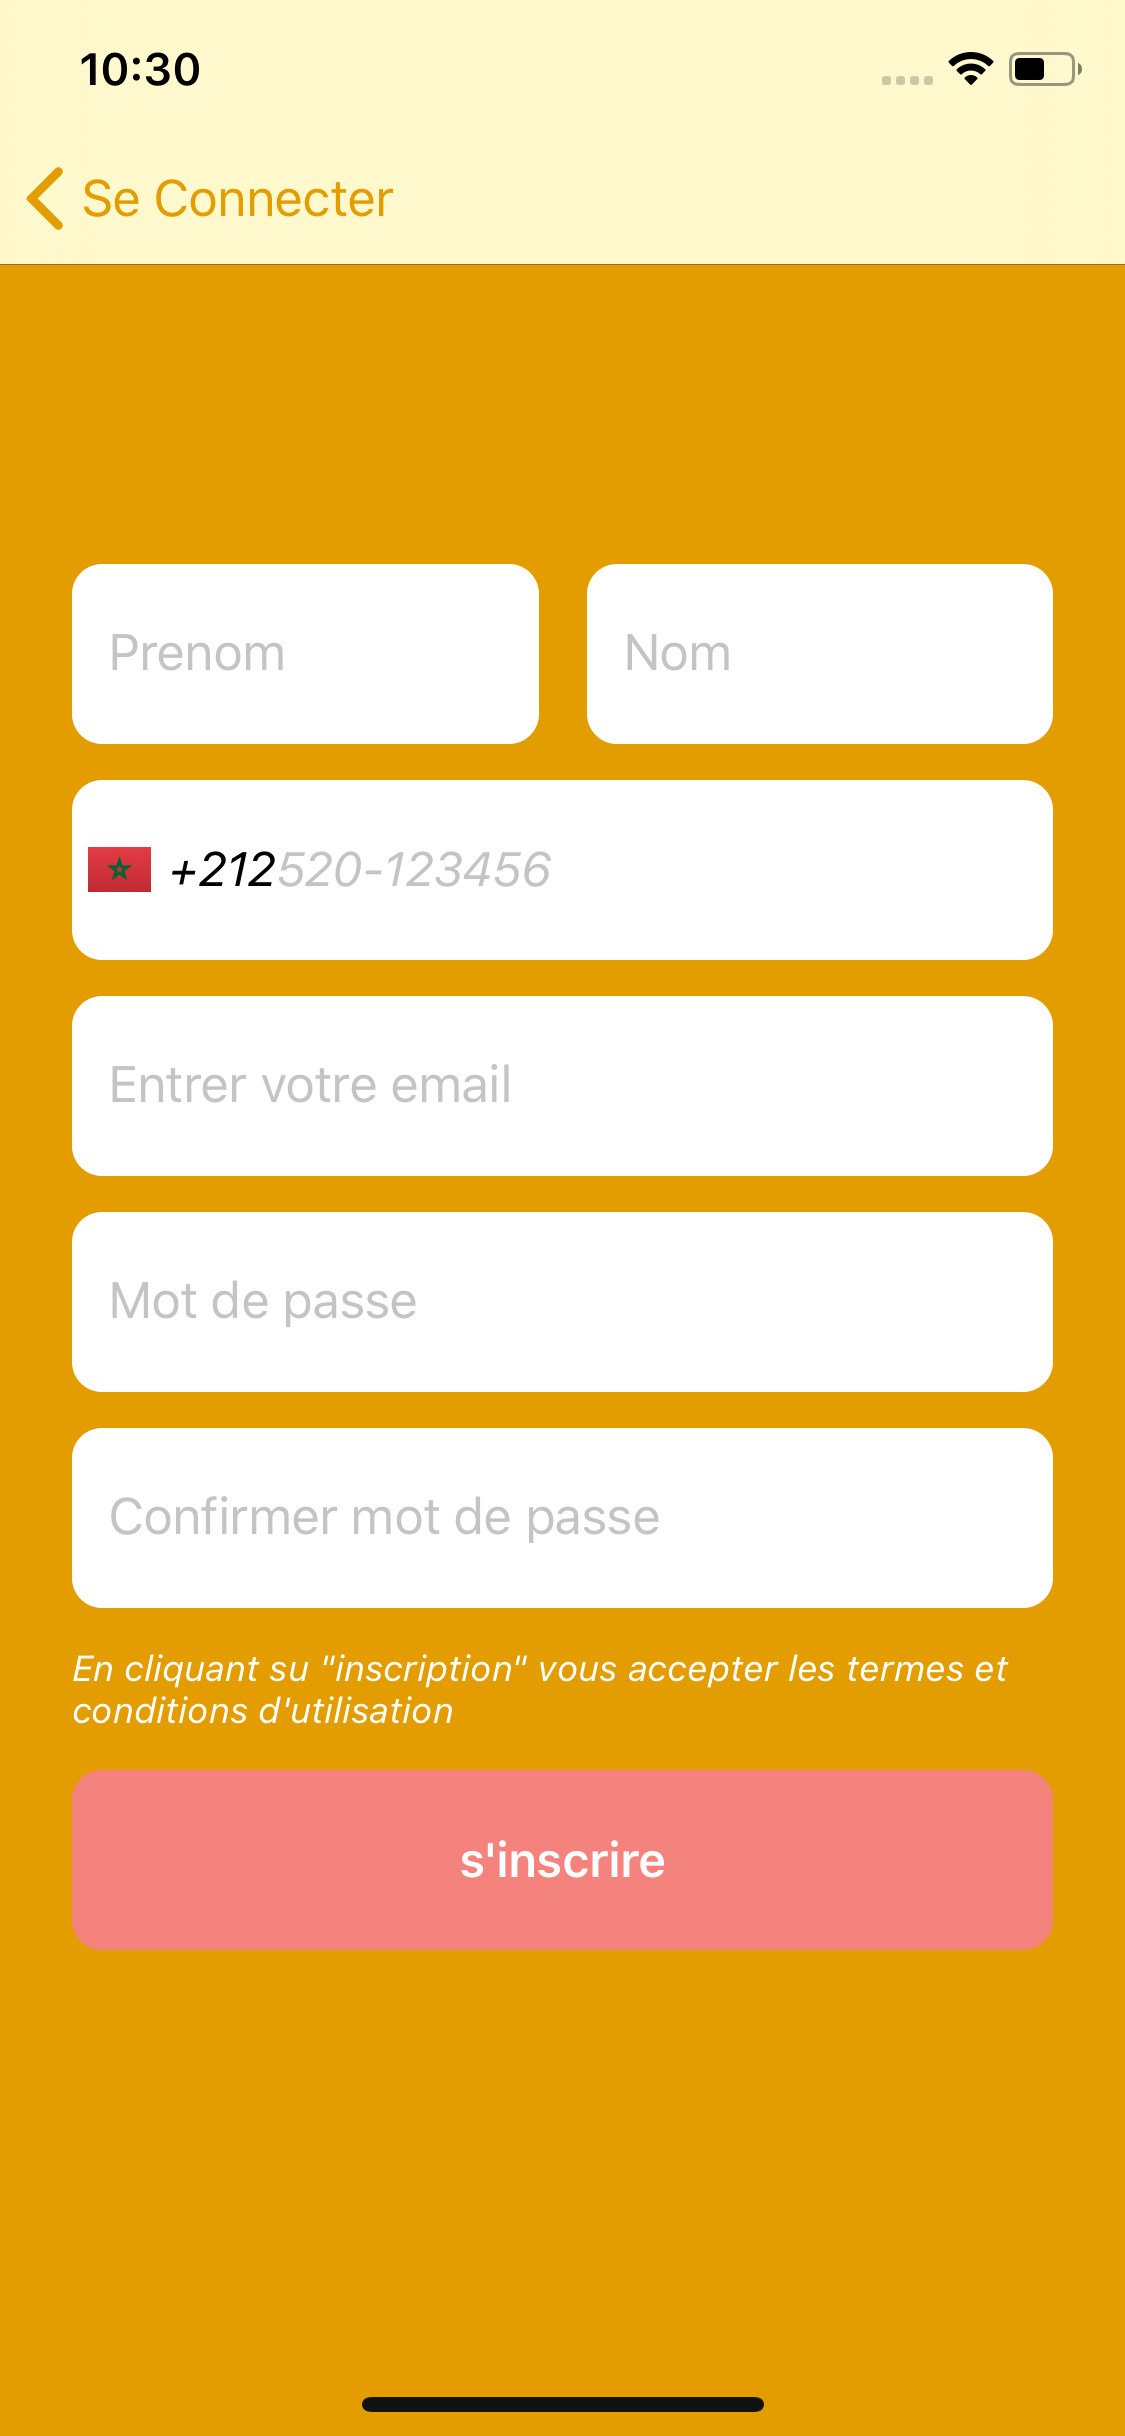 10:30
Se Connecter
Prenom
Nom
+212520-123456
Entrer votre email
Mot de passe
Confirmer mot de passe
En cliquant su "inscription" vous accepter les termes et
conditions d'utilisation
s'inscrire